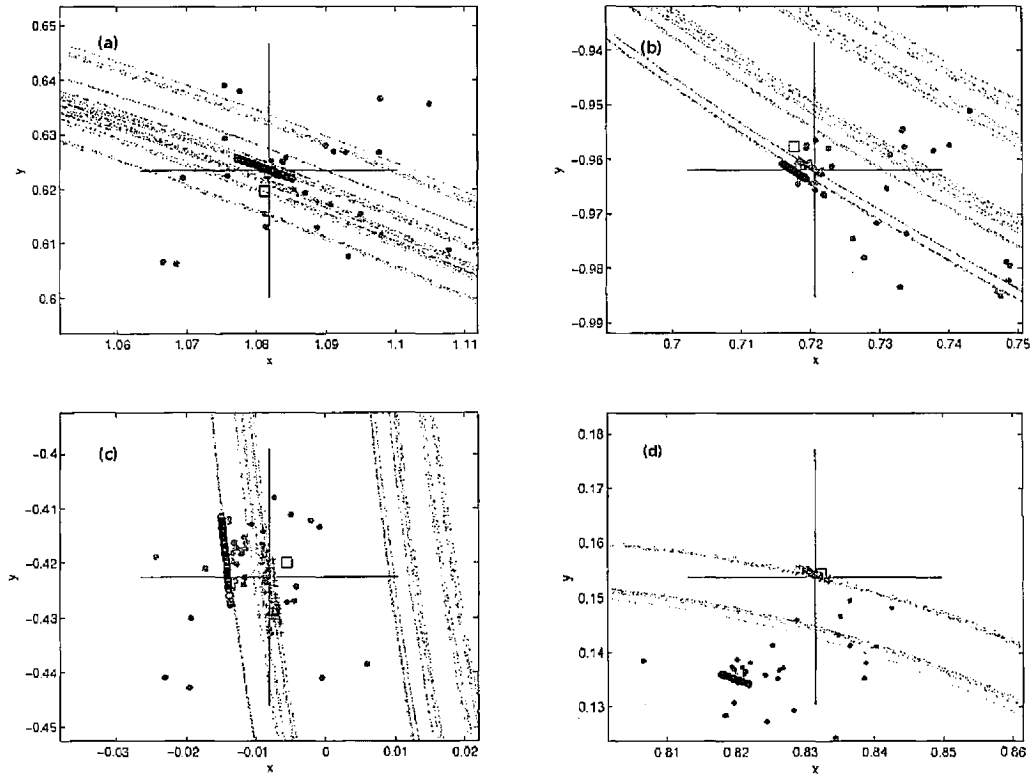 (a)
0.65
0.64
0.63
0.62
0.61
0.6
y
1.06 1.07 1.08 1.09 1.1 1.11
x
(b)
-0.94
-0.95
-0.96
-0.97
-0.98
-0.99
y
0.7 0.71 0.72 0.73 0.74 0.75
x
(c)
-0.4
-0.41
-0.42
-0.43
-0.44
-0.45
y
-0.03 -0.02 -0.01 0 0.01 0.02
x
(d)
0.18
0.17
0.16
0.15
0.14
0.13
y
0.81 0.82 0.83 0.84 0.85 0.86
x